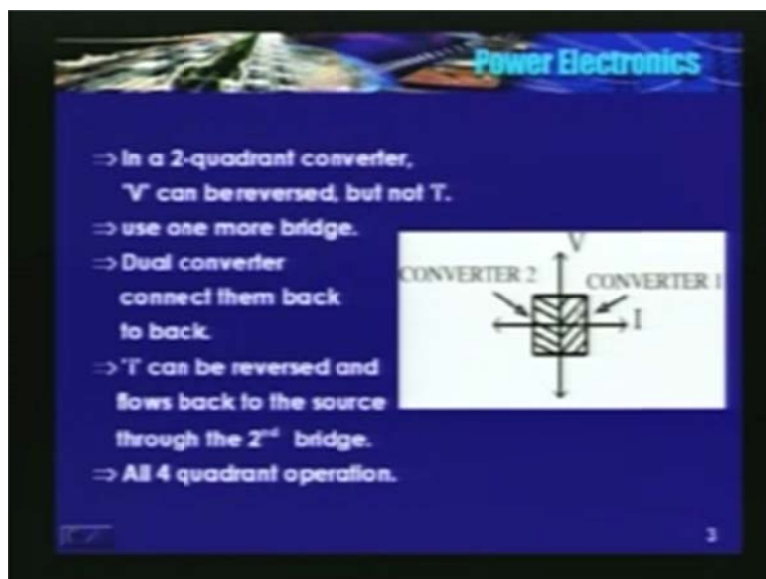 Power Electronics
⇒ In a 2-quadrant converter,
'V' can be reversed, but not 'I'.
⇒ use one more bridge.
⇒ Dual converter
connect them back
to back.
⇒ 'I' can be reversed and
flows back to the source
through the 2nd bridge.
⇒ All 4 quadrant operation.
V
CONVERTER 2
CONVERTER 1
I
3